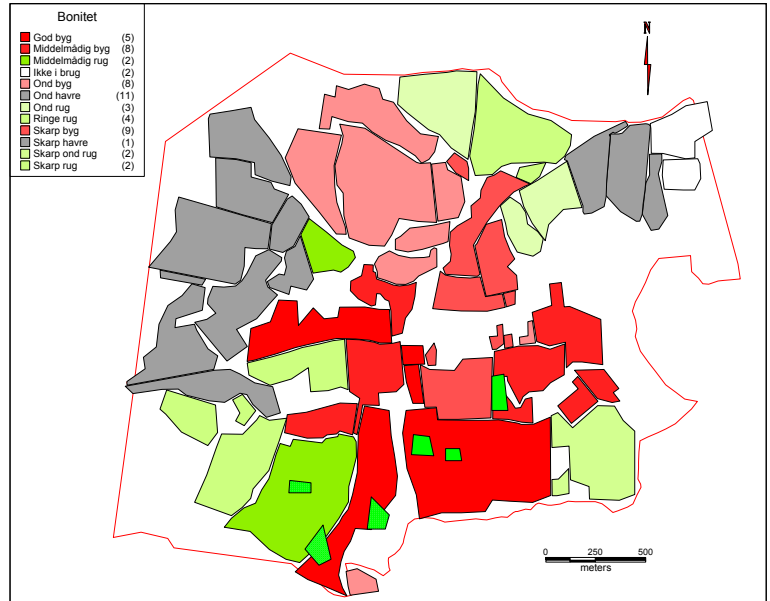 Bonitet
God byg (5)
Middelmådig byg (8)
Middelmådig rug (2)
Ikke i brug (2)
Ond byg (8)
Ond havre (11)
Ond rug (3)
Ringe rug (4)
Skarp byg (9)
Skarp havre (1)
Skarp ond rug (2)
Skarp rug (2)
N
0 250 500
meters